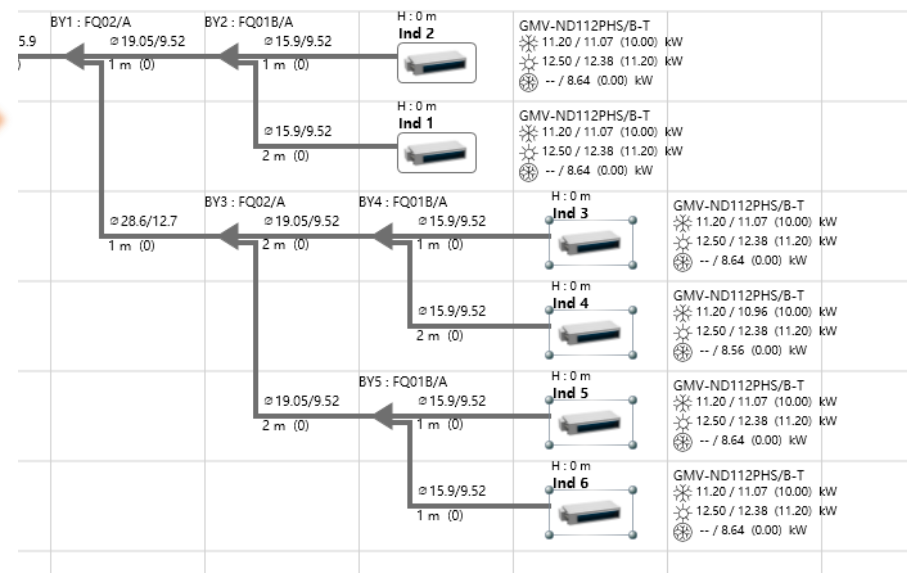 BY1 : FQ02/A
5.9
⌀ 19.05/9.52
1 m (0)
BY2 : FQ01B/A
⌀ 15.9/9.52
1 m (0)
H : 0 m
Ind 2
GMV-ND112PHS/B-T
11.20 / 11.07 (10.00) kW
12.50 / 12.38 (11.20) kW
-- / 8.64 (0.00) kW
⌀ 15.9/9.52
2 m (0)
H : 0 m
Ind 1
GMV-ND112PHS/B-T
11.20 / 11.07 (10.00) kW
12.50 / 12.38 (11.20) kW
-- / 8.64 (0.00) kW
⌀ 28.6/12.7
1 m (0)
BY3 : FQ02/A
⌀ 19.05/9.52
2 m (0)
BY4 : FQ01B/A
⌀ 15.9/9.52
1 m (0)
H : 0 m
Ind 3
GMV-ND112PHS/B-T
11.20 / 11.07 (10.00) kW
12.50 / 12.38 (11.20) kW
-- / 8.64 (0.00) kW
⌀ 15.9/9.52
2 m (0)
H : 0 m
Ind 4
GMV-ND112PHS/B-T
11.20 / 10.96 (10.00) kW
12.50 / 12.38 (11.20) kW
-- / 8.56 (0.00) kW
⌀ 19.05/9.52
2 m (0)
BY5 : FQ01B/A
⌀ 15.9/9.52
1 m (0)
H : 0 m
Ind 5
GMV-ND112PHS/B-T
11.20 / 11.07 (10.00) kW
12.50 / 12.38 (11.20) kW
-- / 8.64 (0.00) kW
⌀ 15.9/9.52
1 m (0)
H : 0 m
Ind 6
GMV-ND112PHS/B-T
11.20 / 11.07 (10.00) kW
12.50 / 12.38 (11.20) kW
-- / 8.64 (0.00) kW